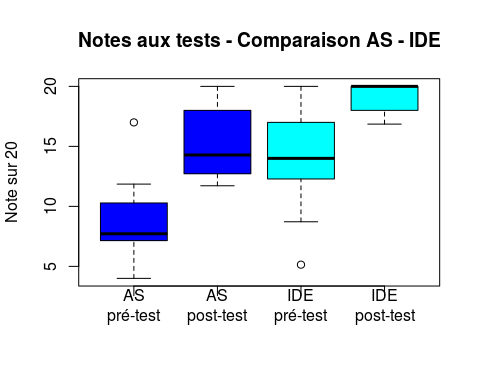 Notes aux tests - Comparaison AS - IDE
Note sur 20
20
15
10
5
AS
pré-test
AS
post-test
IDE
pré-test
IDE
post-test